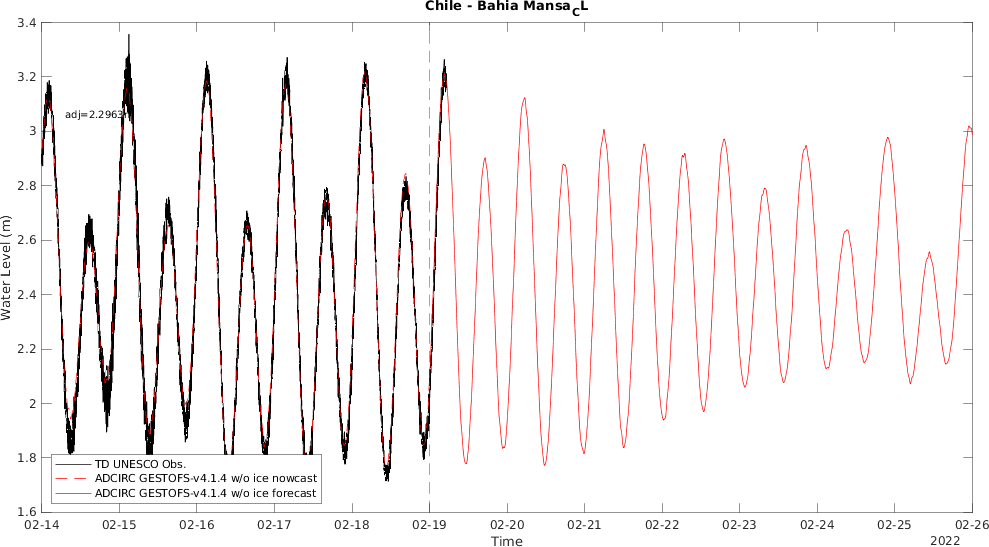 Chile - Bahia MansaCL
3.4
3.2
3
2.8
2.6
2.4
2.2
2
1.8
1.6
Water Level (m)
adj=2.2963
TD UNESCO Obs.
ADCIRC GESTOFS-v4.1.4 w/o ice nowcast
ADCIRC GESTOFS-v4.1.4 w/o ice forecast
02-14 02-15 02-16 02-17 02-18 02-19 02-20 02-21 02-22 02-23 02-24 02-25 02-26
Time
2022